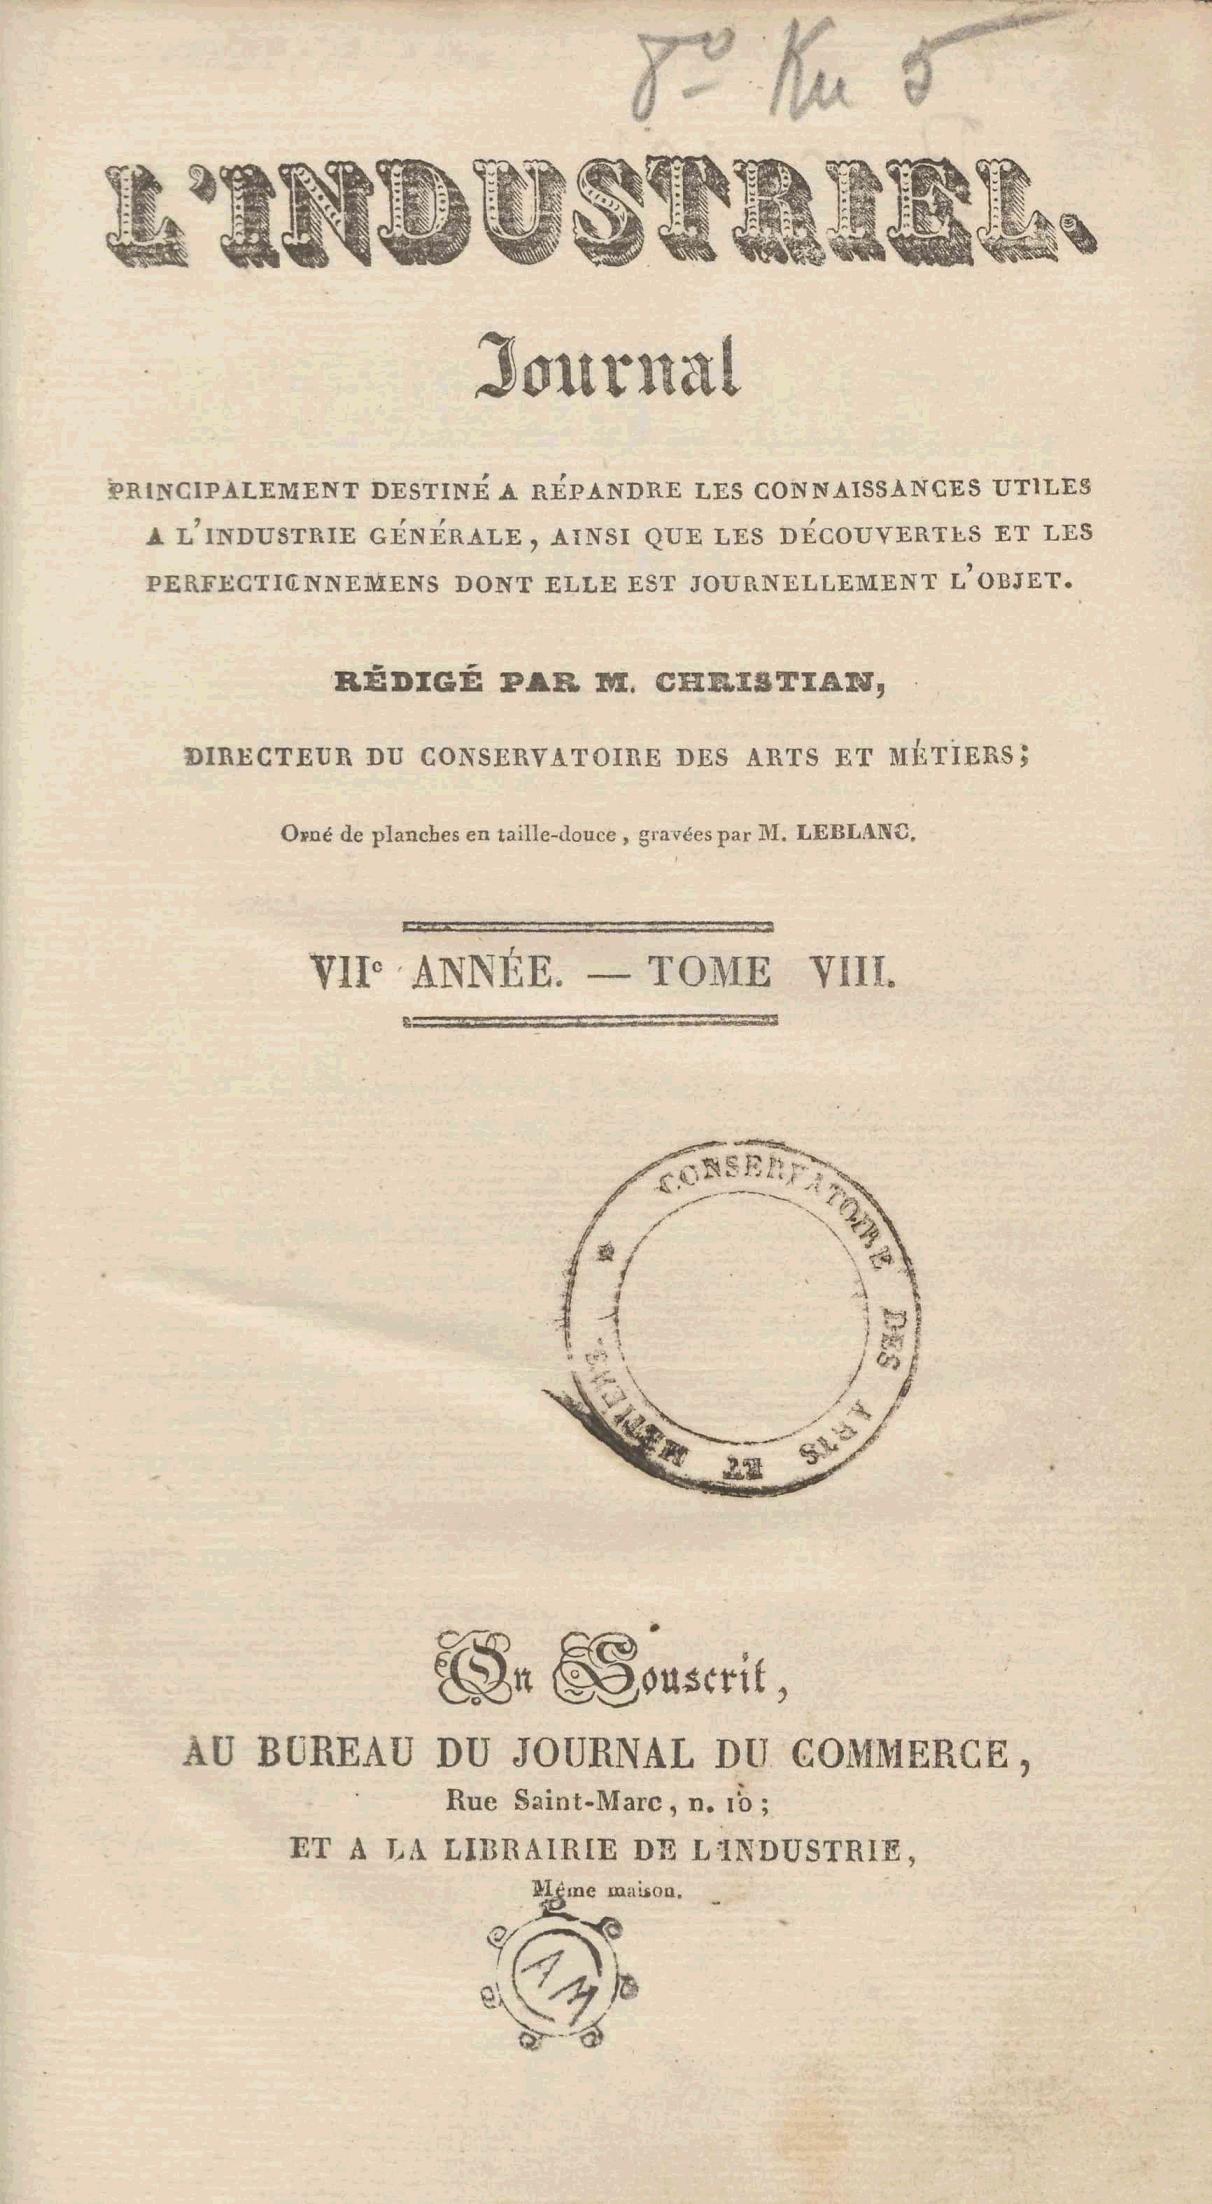 8º Ku 5
L'INDUSTRIEL.
Journal
PRINCIPALEMENT DESTINÉ A RÉPANDRE LES CONNAISSANCES UTILES
A L'INDUSTRIE GÉNÉRALE, AINSI QUE LES DÉCOUVERTES ET LES
PERFECTIONNEMENS DONT ELLE EST JOURNELLEMENT L'OBJET.
RÉDIGÉ PAR M. CHRISTIAN,
DIRECTEUR DU CONSERVATOIRE DES ARTS ET MÉTIERS;
Orné de planches en taille-douce, gravées par M. LEBLANC.
VIIe ANNÉE. — TOME VIII.
CONSERVATOIRE DES ARTS ET METIERS
On Souscrit,
AU BUREAU DU JOURNAL DU COMMERCE,
Rue Saint-Marc, n. 10;
ET A LA LIBRAIRIE DE L'INDUSTRIE,
Même maison.
AM